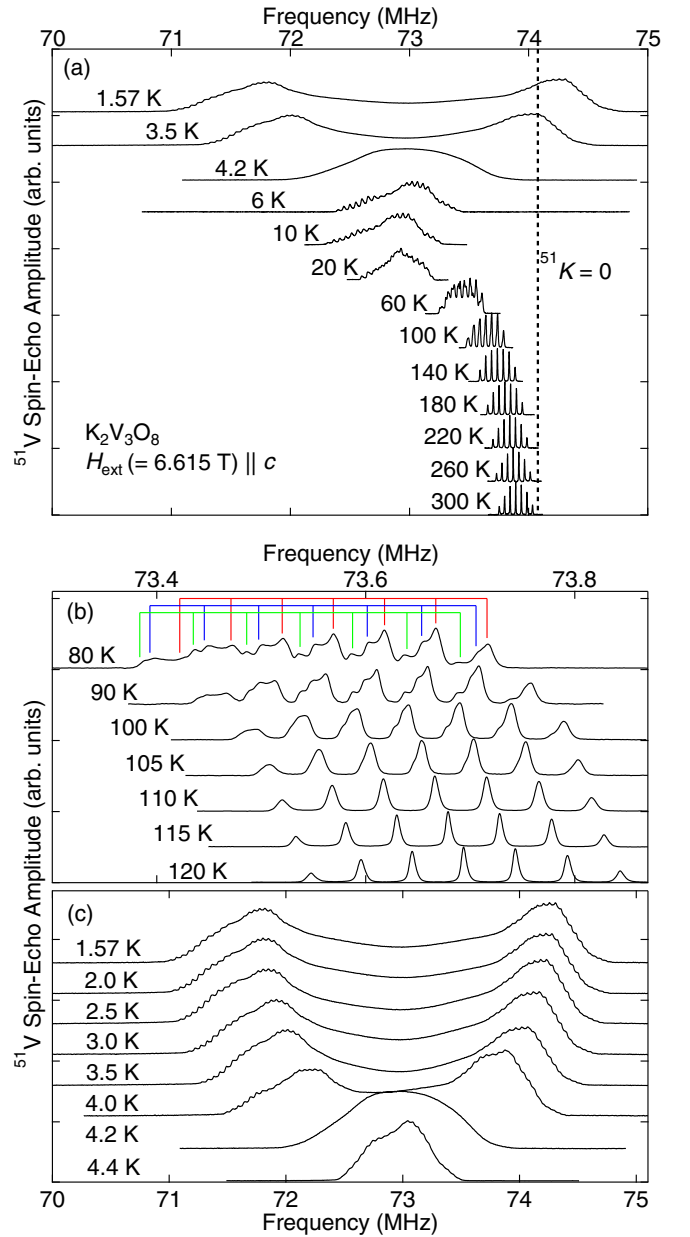 Frequency (MHz)
70 71 72 73 74 75
(a)
1.57 K
3.5 K
4.2 K
6 K
10 K
20 K
⁵¹K = 0
60 K
100 K
140 K
180 K
220 K
260 K
300 K
K₂V₃O₈
H_ext (= 6.615 T) || c
⁵¹V Spin-Echo Amplitude (arb. units)
Frequency (MHz)
73.4 73.6 73.8
(b)
80 K
90 K
100 K
105 K
110 K
115 K
120 K
⁵¹V Spin-Echo Amplitude (arb. units)
(c)
1.57 K
2.0 K
2.5 K
3.0 K
3.5 K
4.0 K
4.2 K
4.4 K
70 71 72 73 74 75
Frequency (MHz)